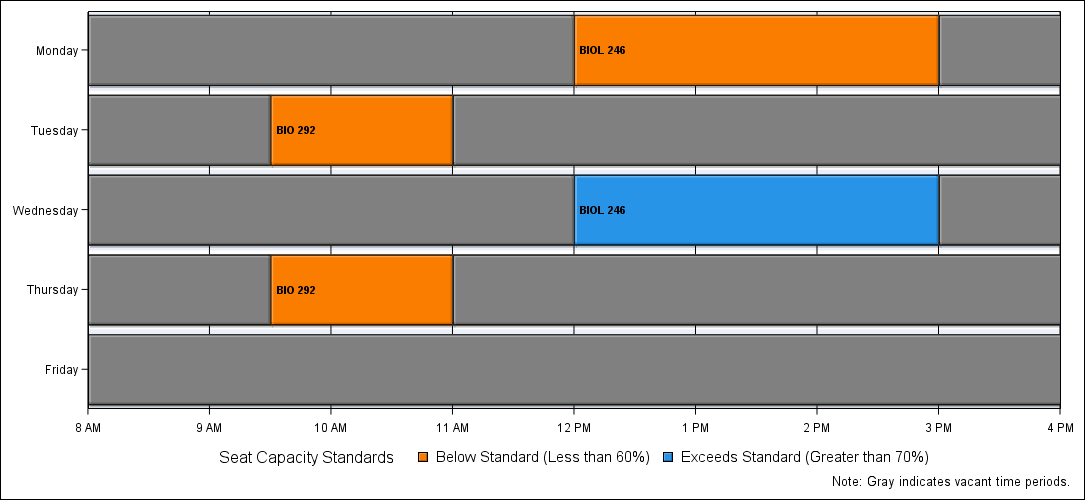 Monday
BIOL 246
Tuesday
BIO 292
Wednesday
BIOL 246
Thursday
BIO 292
Friday
8 AM 9 AM 10 AM 11 AM 12 PM 1 PM 2 PM 3 PM 4 PM
Seat Capacity Standards Below Standard (Less than 60%) Exceeds Standard (Greater than 70%)
Note: Gray indicates vacant time periods.